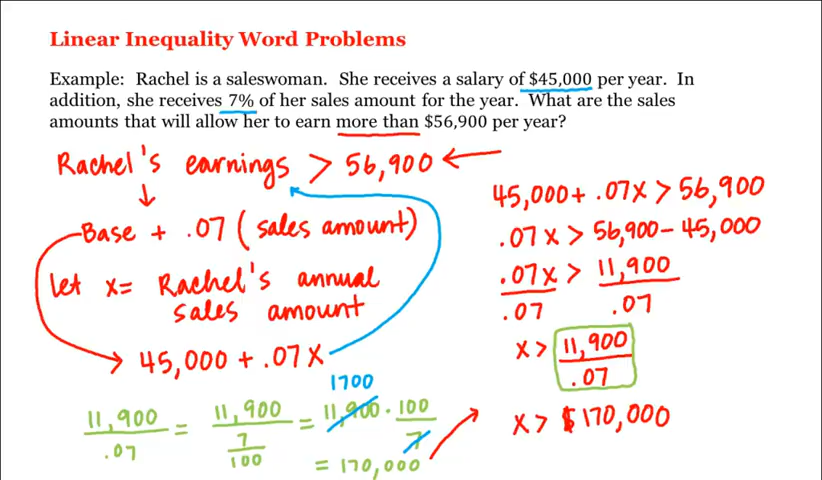 Linear Inequality Word Problems
Example: Rachel is a saleswoman. She receives a salary of $45,000 per year. In
addition, she receives 7% of her sales amount for the year. What are the sales
amounts that will allow her to earn more than $56,900 per year?
Rachel's earnings > 56,900
Base + .07 ( sales amount)
let x= Rachel's annual
sales amount
45,000 + .07x
45,000 + .07x > 56,900
.07x > 56,900 - 45,000
.07x > 11,900
.07 .07
x > 11,900
.07
x > $170,000
1700
11,900 = 11,900 = 11,900 · 100
.07 7 7
100
= 170,000